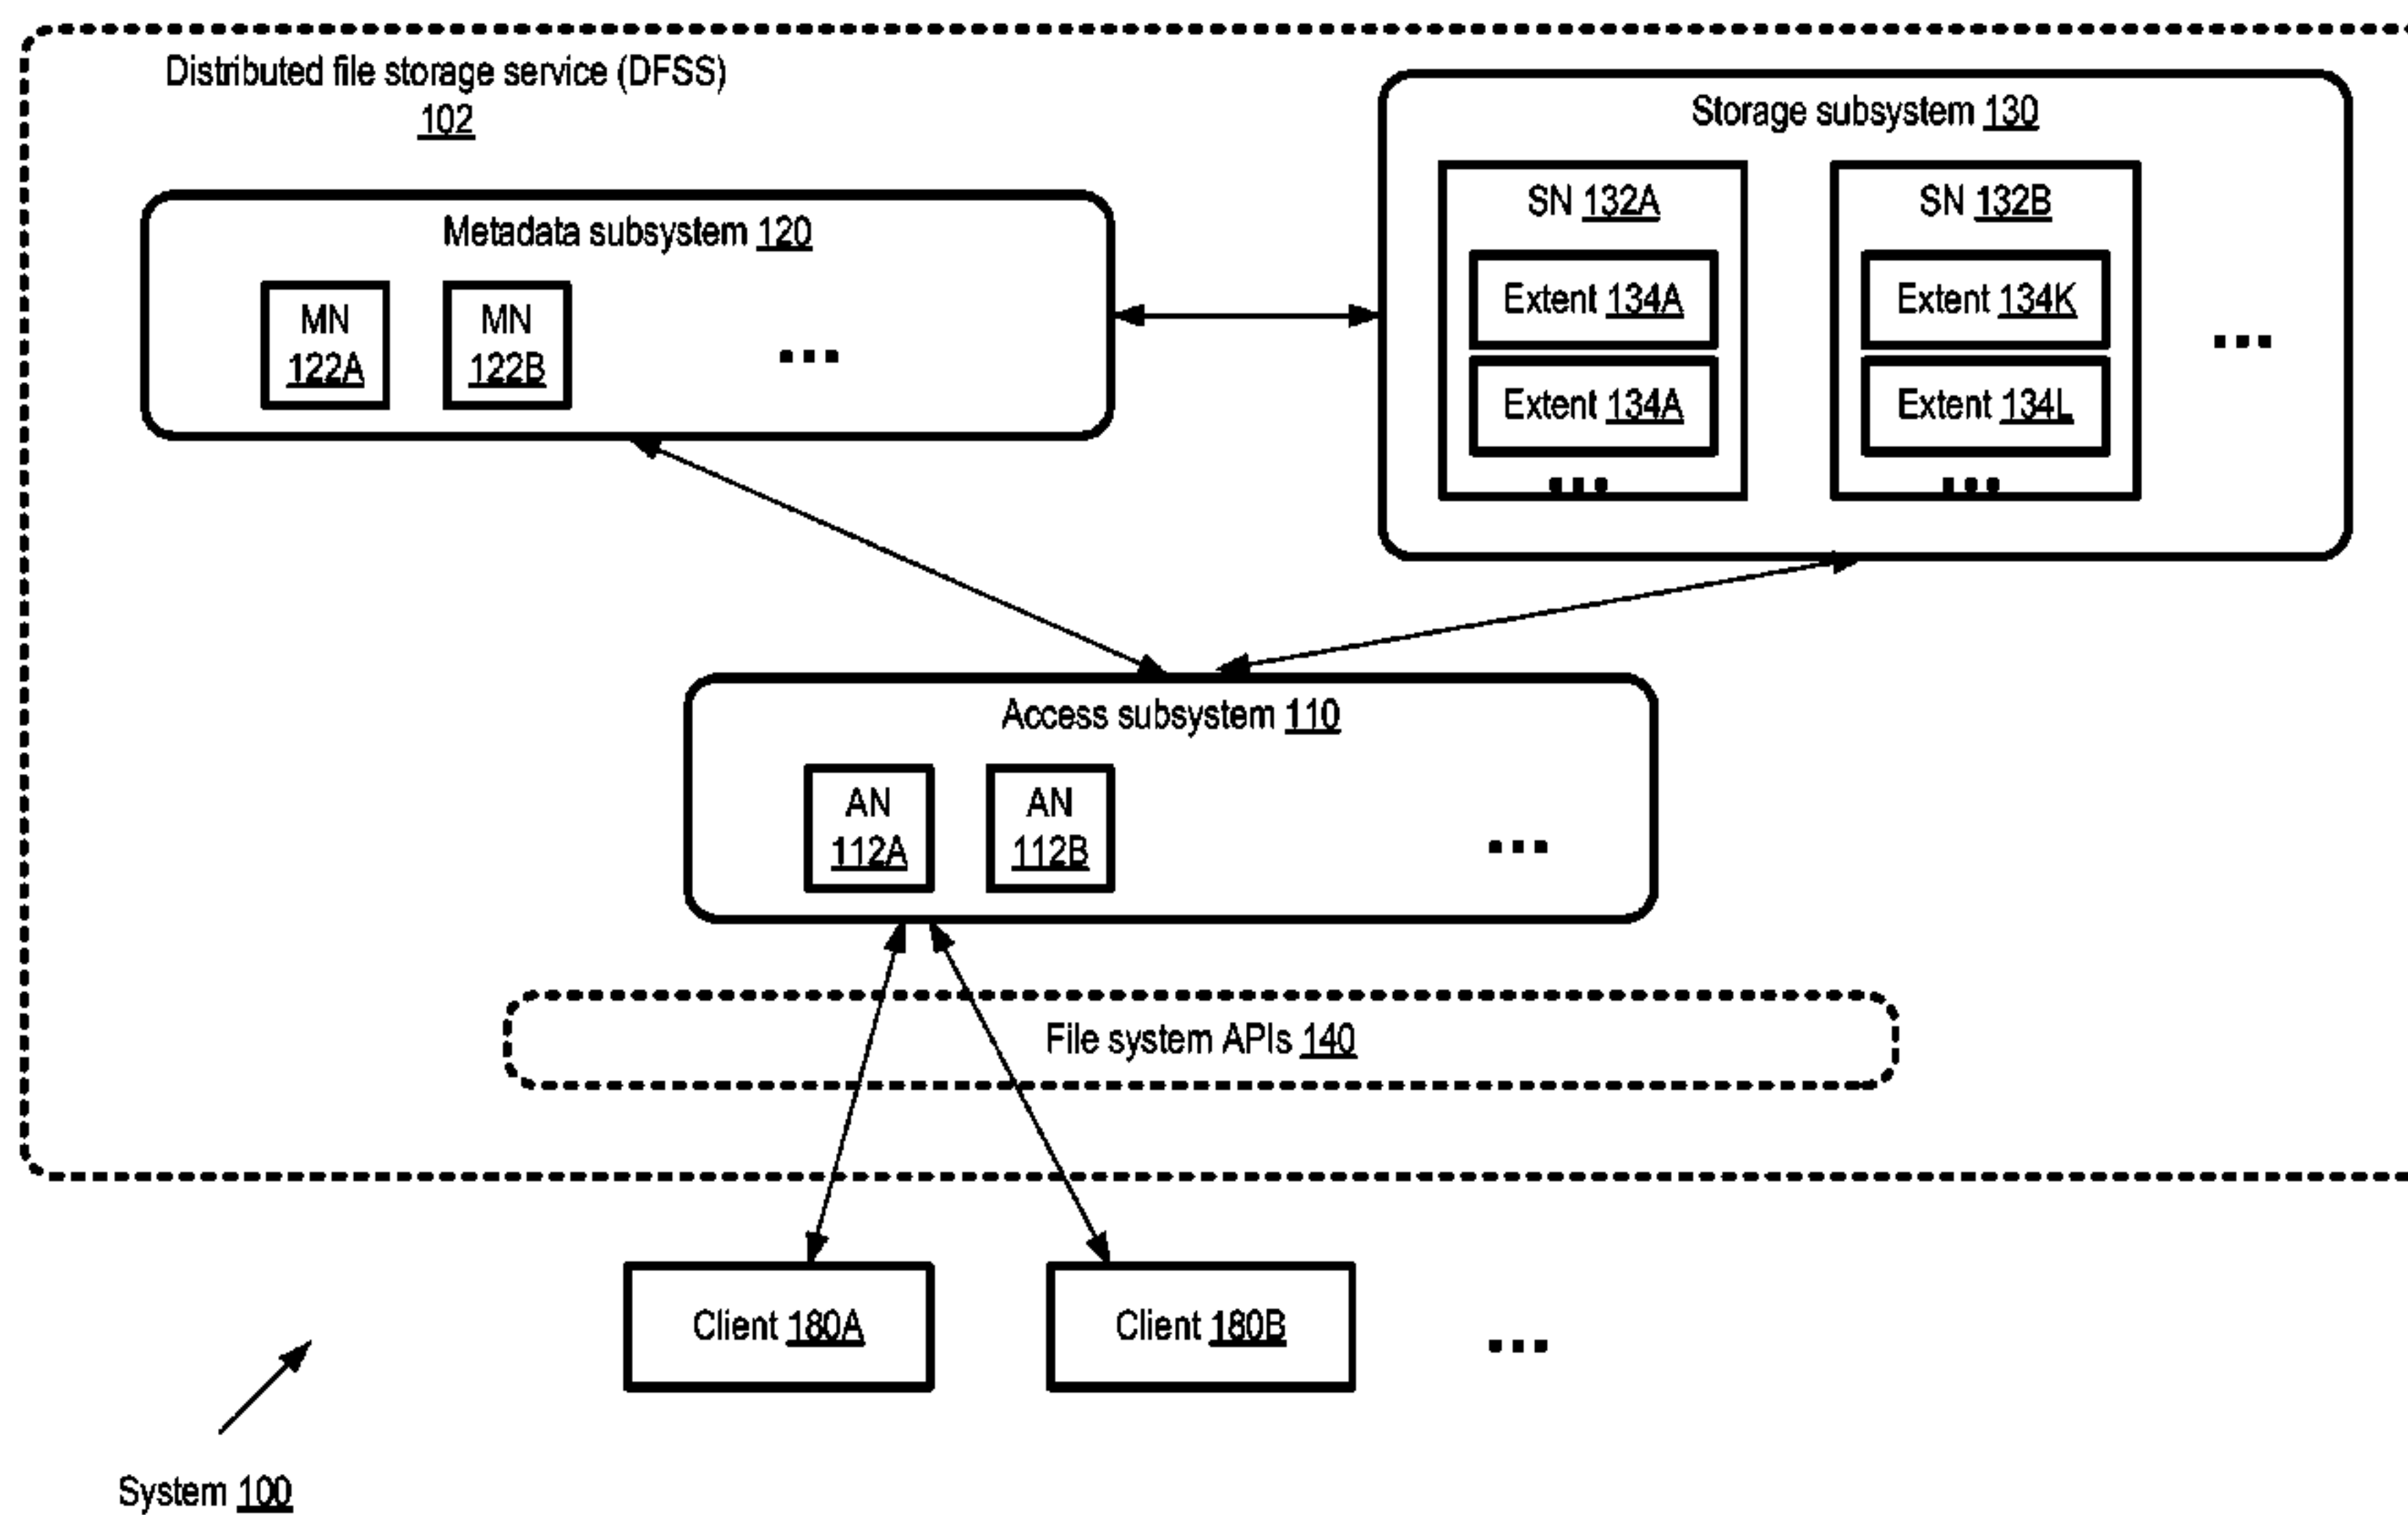 Distributed file storage service (DFSS)
102
Storage subsystem 130
SN 132A
SN 132B
Metadata subsystem 120
Extent 134A
Extent 134K
MN
122A
MN
122B
...
...
Extent 134A
Extent 134L
...
...
Access subsystem 110
AN
112A
AN
112B
...
File system APIs 140
Client 180A
Client 180B
...
System 100